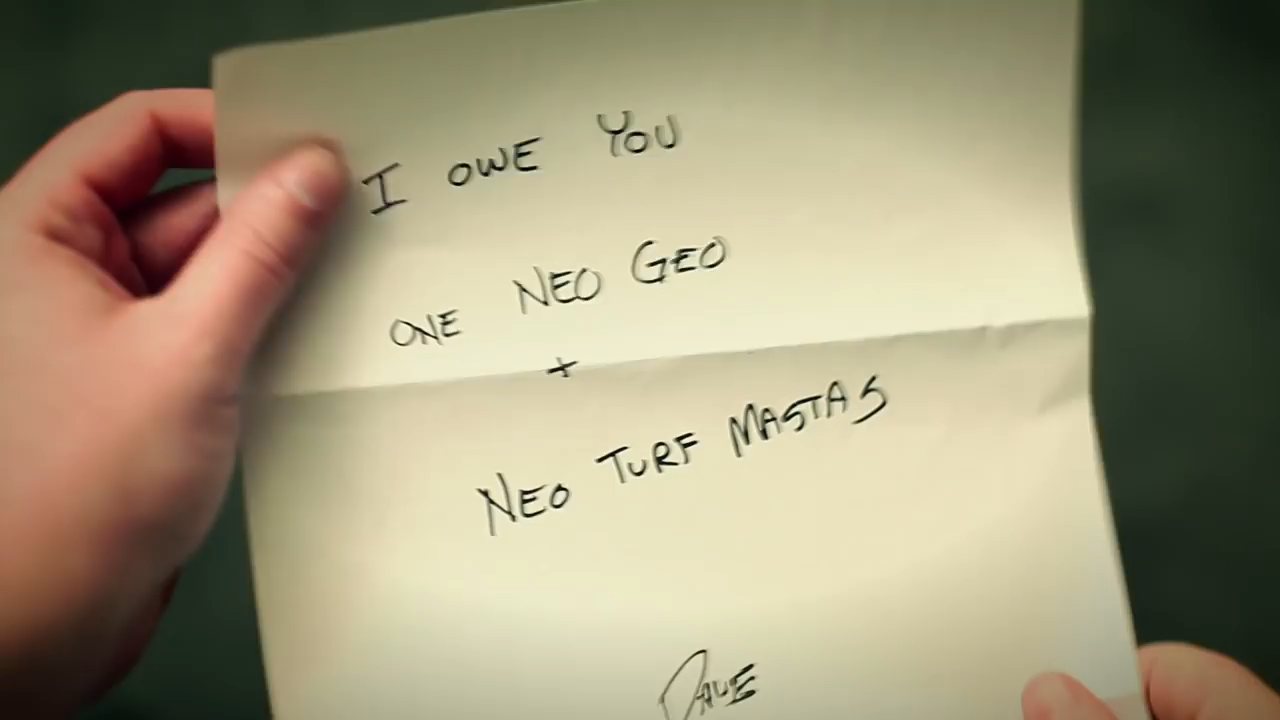 I OWE YOU
ONE NEO GEO
+
NEO TURF MASTAS
DAVE